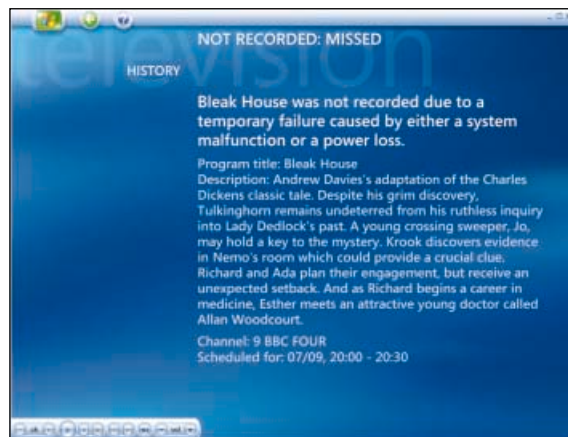 television
NOT RECORDED: MISSED
HISTORY
Bleak House was not recorded due to a
temporary failure caused by either a system
malfunction or a power loss.
Program title: Bleak House
Description: Andrew Davies's adaptation of the Charles
Dickens classic tale. Despite his grim discovery,
Tulkinghorn remains undeterred from his ruthless inquiry
into Lady Dedlock's past. A young crossing sweeper, Jo,
may hold a key to the mystery. Krook discovers evidence
in Nemo's room which could provide a crucial clue.
Richard and Ada plan their engagement, but receive an
unexpected setback. And as Richard begins a career in
medicine, Esther meets an attractive young doctor called
Allan Woodcourt.
Channel: 9 BBC FOUR
Scheduled for: 07/09, 20:00 - 20:30